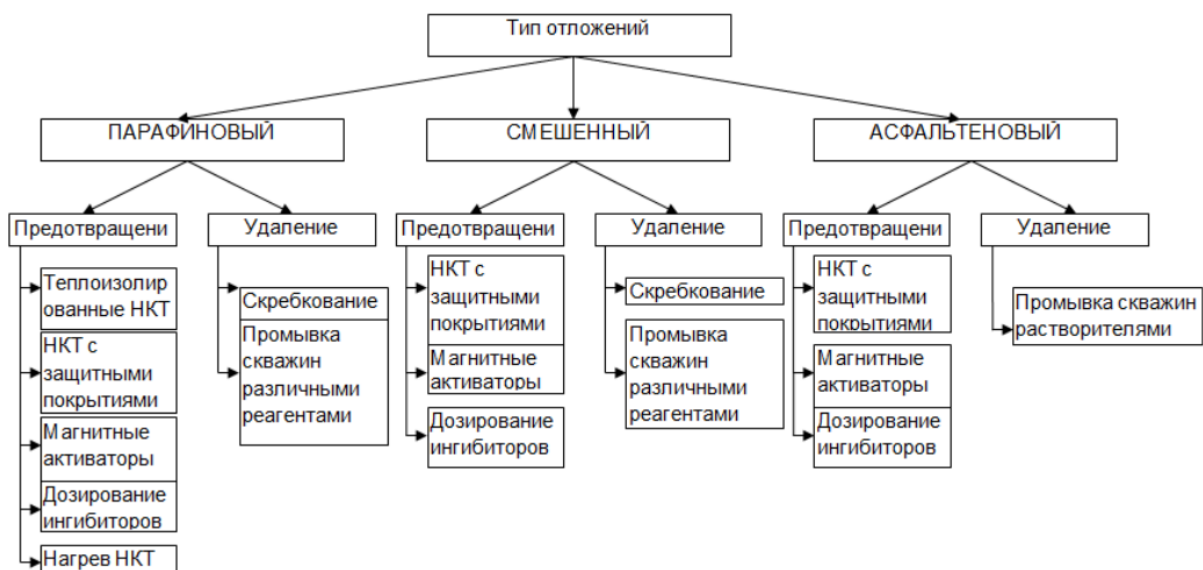 Тип отложений
ПАРАФИНОВЫЙ
СМЕШЕННЫЙ
АСФАЛЬТЕНОВЫЙ
Предотвращени
Удаление
Предотвращени
Удаление
Предотвращени
Удаление
Теплоизолир
ованные НКТ
НКТ с
защитными
покрытиями
Магнитные
активаторы
Дозирование
ингибиторов
Нагрев НКТ
Скребкование
Промывка
скважин
различными
реагентами
НКТ с
защитными
покрытиями
Магнитные
активаторы
Дозирование
ингибиторов
Скребкование
Промывка
скважин
различными
реагентами
НКТ с
защитными
покрытиями
Магнитные
активаторы
Дозирование
ингибиторов
Промывка скважин
растворителями